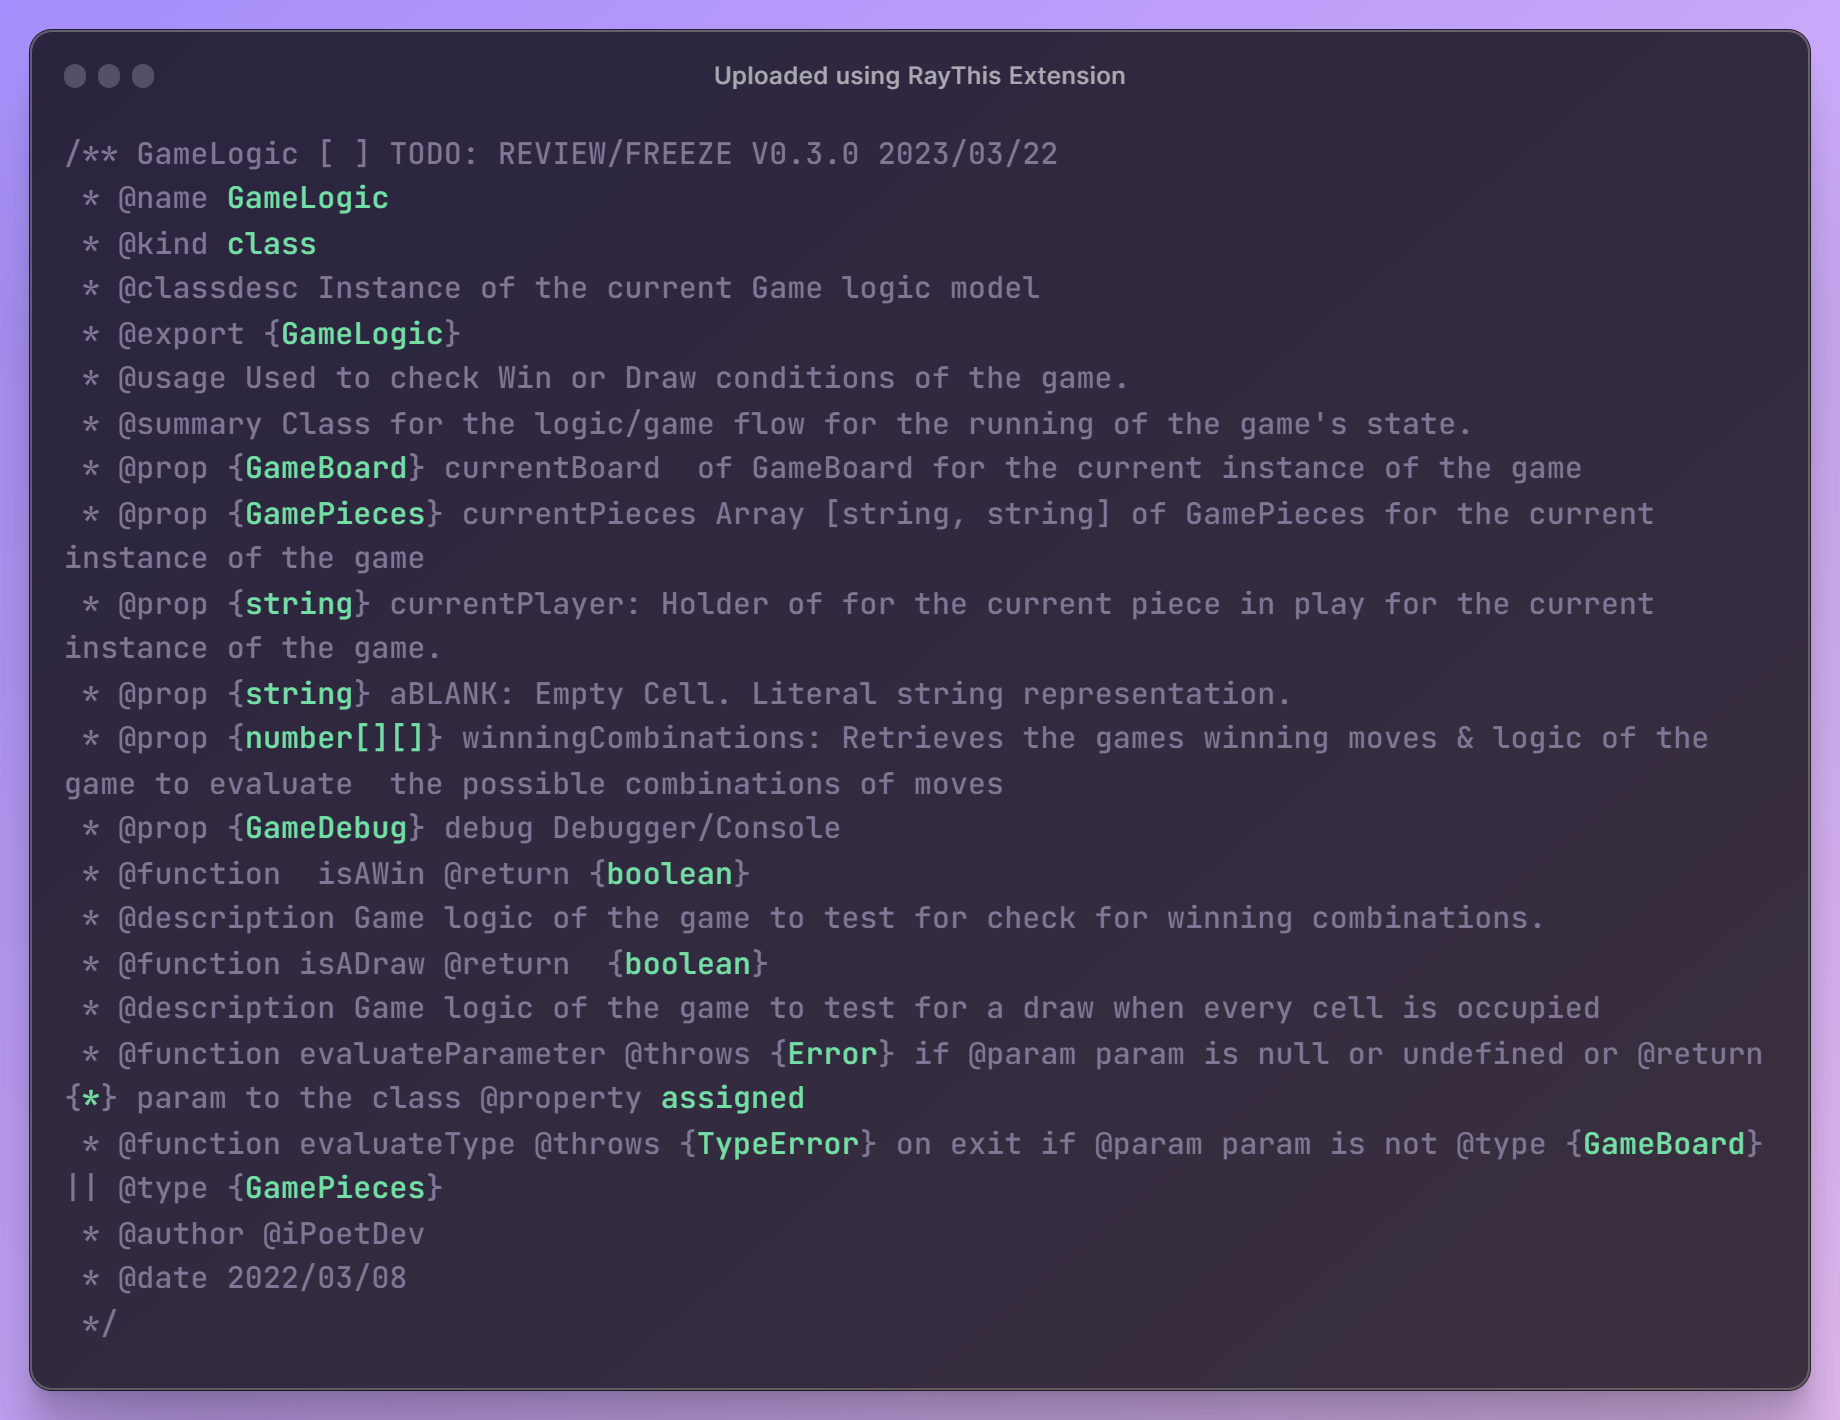 Uploaded using RayThis Extension
/** GameLogic [ ] TODO: REVIEW/FREEZE V0.3.0 2023/03/22
 * @name GameLogic
 * @kind class
 * @classdesc Instance of the current Game logic model
 * @export {GameLogic}
 * @usage Used to check Win or Draw conditions of the game.
 * @summary Class for the logic/game flow for the running of the game's state.
 * @prop {GameBoard} currentBoard  of GameBoard for the current instance of the game
 * @prop {GamePieces} currentPieces Array [string, string] of GamePieces for the current
instance of the game
 * @prop {string} currentPlayer: Holder of for the current piece in play for the current
instance of the game.
 * @prop {string} aBLANK: Empty Cell. Literal string representation.
 * @prop {number[][]} winningCombinations: Retrieves the games winning moves & logic of the
game to evaluate  the possible combinations of moves
 * @prop {GameDebug} debug Debugger/Console
 * @function  isAWin @return {boolean}
 * @description Game logic of the game to test for check for winning combinations.
 * @function isADraw @return  {boolean}
 * @description Game logic of the game to test for a draw when every cell is occupied
 * @function evaluateParameter @throws {Error} if @param param is null or undefined or @return
{*} param to the class @property assigned
 * @function evaluateType @throws {TypeError} on exit if @param param is not @type {GameBoard}
|| @type {GamePieces}
 * @author @iPoetDev
 * @date 2022/03/08
 */